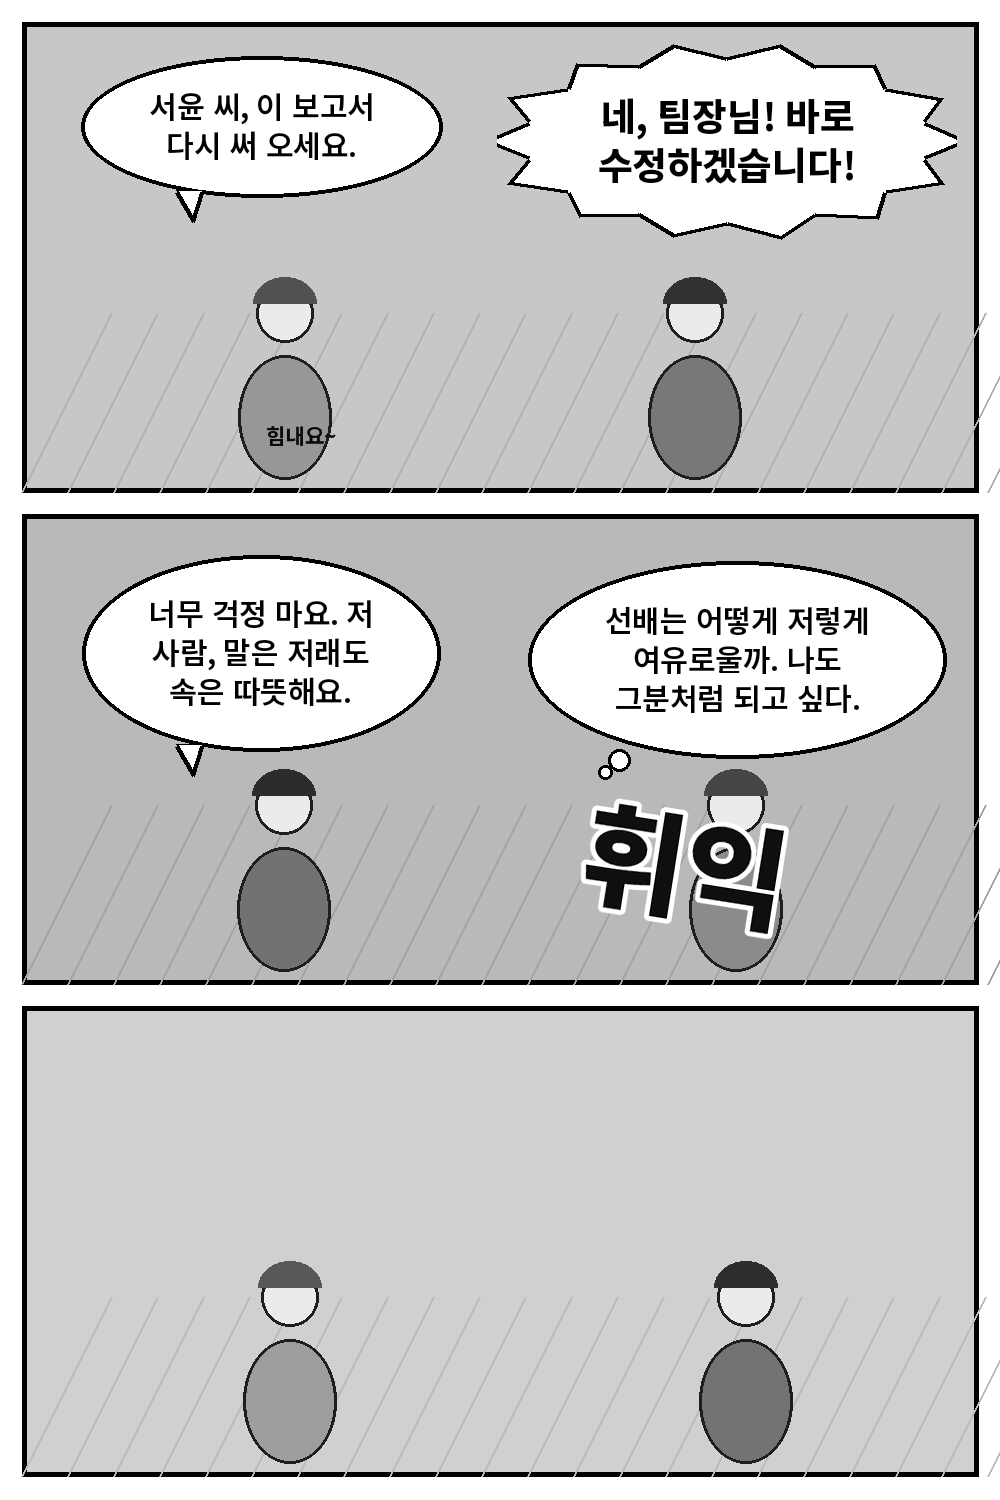 서윤 씨, 이 보고서
다시 써 오세요.
네, 팀장님! 바로
수정하겠습니다!
힘내요~
너무 걱정 마요. 저
사람, 말은 저래도
속은 따뜻해요.
선배는 어떻게 저렇게
여유로울까. 나도
그분처럼 되고 싶다.
휘익